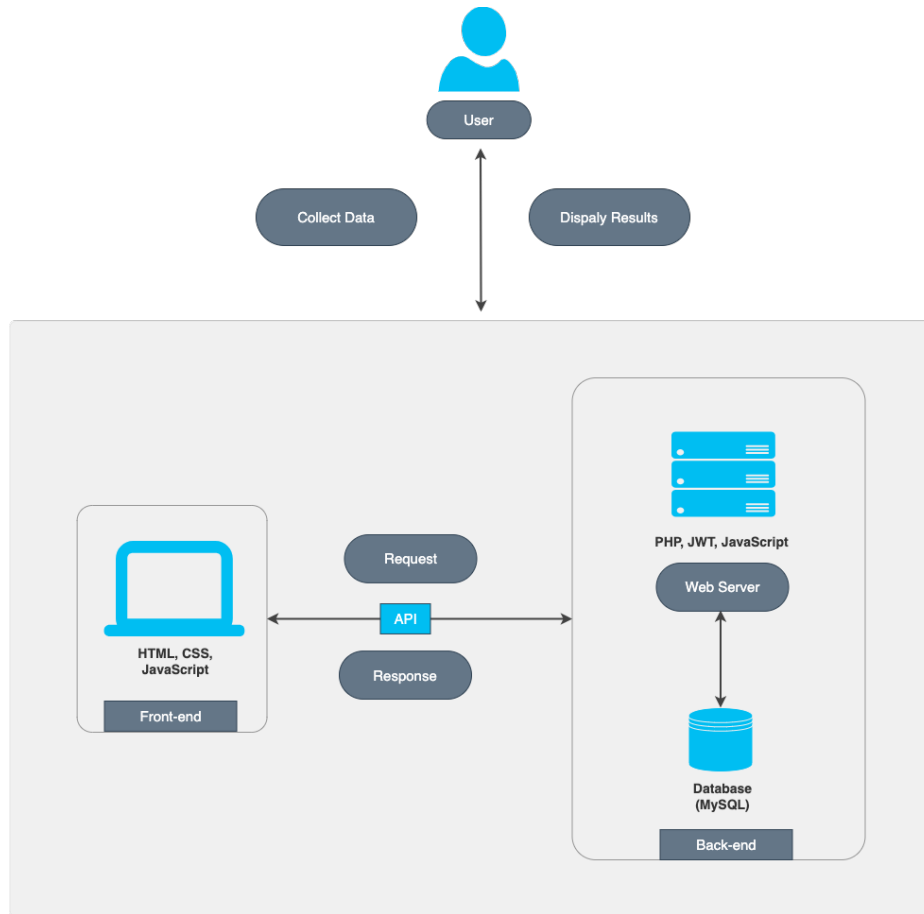 User
Collect Data
Dispaly Results
PHP, JWT, JavaScript
Web Server
Request
API
Response
HTML, CSS,
JavaScript
Front-end
Database
(MySQL)
Back-end